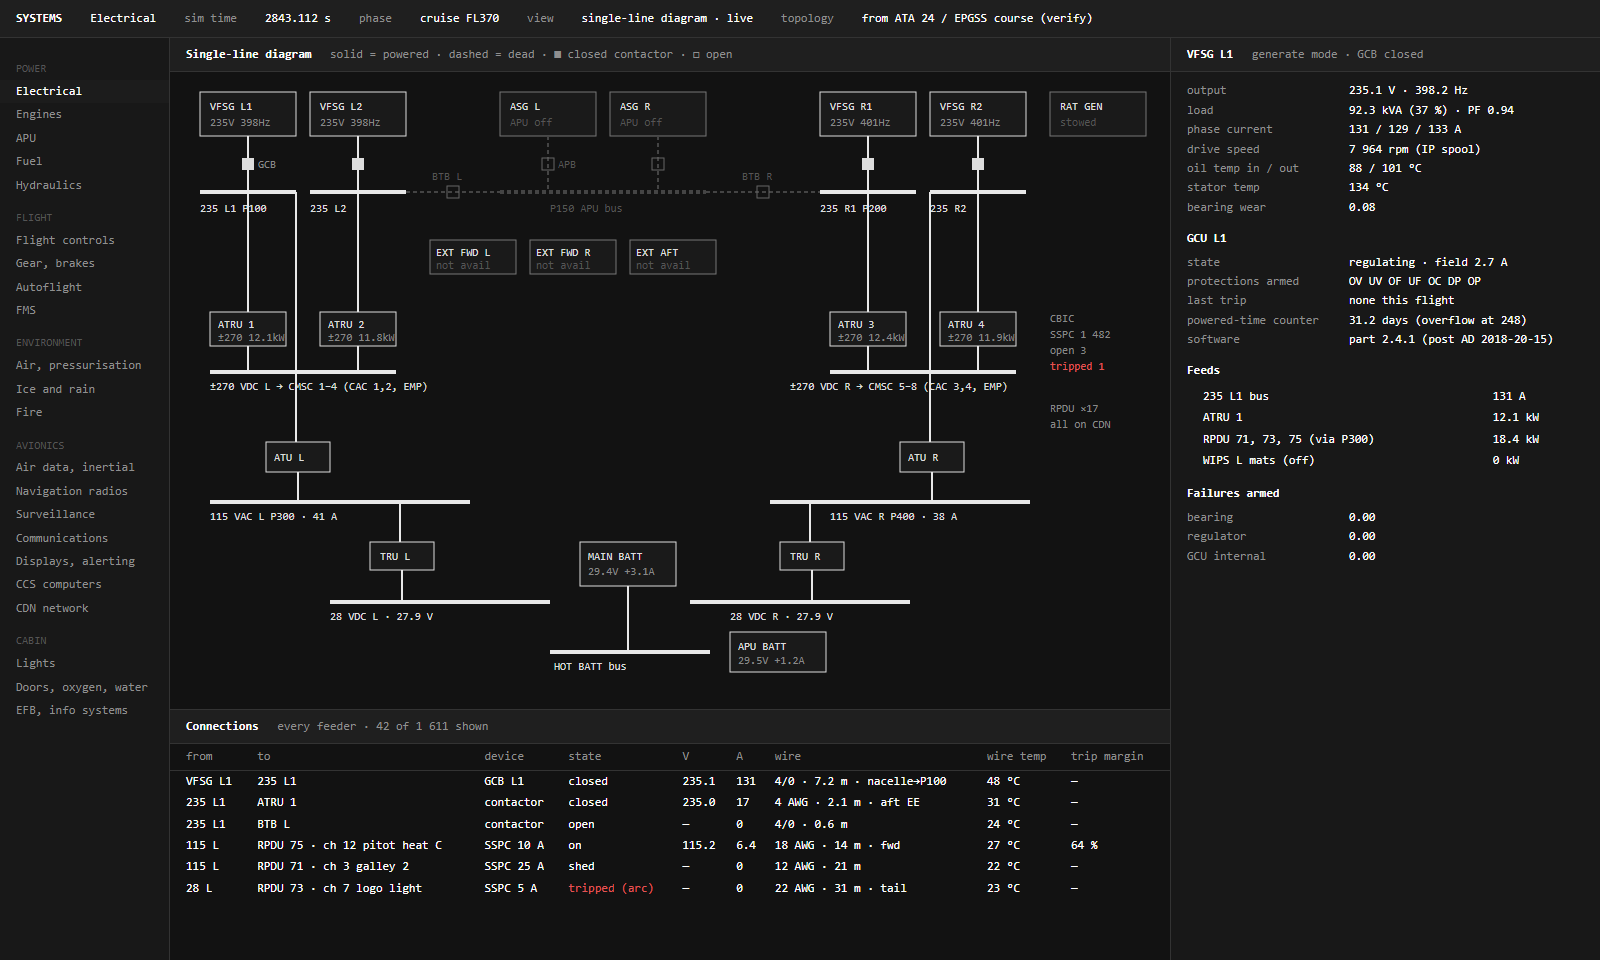 SYSTEMS Electrical sim time 2843.112 s phase cruise FL370 view single-line diagram · live topology from ATA 24 / EPGSS course (verify)
POWER
Electrical
Engines
APU
Fuel
Hydraulics
FLIGHT
Flight controls
Gear, brakes
Autoflight
FMS
ENVIRONMENT
Air, pressurisation
Ice and rain
Fire
AVIONICS
Air data, inertial
Navigation radios
Surveillance
Communications
Displays, alerting
CCS computers
CDN network
CABIN
Lights
Doors, oxygen, water
EFB, info systems
Single-line diagram solid = powered · dashed = dead · ■ closed contactor · □ open
VFSG L1
235V 398Hz
VFSG L2
235V 398Hz
ASG L
APU off
ASG R
APU off
VFSG R1
235V 401Hz
VFSG R2
235V 401Hz
RAT GEN
stowed
GCB
APB
BTB L
BTB R
235 L1 P100
235 L2
P150 APU bus
235 R1 P200
235 R2
EXT FWD L
not avail
EXT FWD R
not avail
EXT AFT
not avail
ATRU 1
±270 12.1kW
ATRU 2
±270 11.8kW
ATRU 3
±270 12.4kW
ATRU 4
±270 11.9kW
CBIC
SSPC 1 482
open 3
tripped 1
±270 VDC L → CMSC 1–4 (CAC 1,2, EMP)
±270 VDC R → CMSC 5–8 (CAC 3,4, EMP)
RPDU ×17
all on CDN
ATU L
ATU R
115 VAC L P300 · 41 A
115 VAC R P400 · 38 A
TRU L
MAIN BATT
29.4V +3.1A
TRU R
28 VDC L · 27.9 V
28 VDC R · 27.9 V
APU BATT
29.5V +1.2A
HOT BATT bus
Connections every feeder · 42 of 1 611 shown
from to device state V A wire wire temp trip margin
VFSG L1 235 L1 GCB L1 closed 235.1 131 4/0 · 7.2 m · nacelle→P100 48 °C —
235 L1 ATRU 1 contactor closed 235.0 17 4 AWG · 2.1 m · aft EE 31 °C —
235 L1 BTB L contactor open — 0 4/0 · 0.6 m 24 °C —
115 L RPDU 75 · ch 12 pitot heat C SSPC 10 A on 115.2 6.4 18 AWG · 14 m · fwd 27 °C 64 %
115 L RPDU 71 · ch 3 galley 2 SSPC 25 A shed — 0 12 AWG · 21 m 22 °C —
28 L RPDU 73 · ch 7 logo light SSPC 5 A tripped (arc) — 0 22 AWG · 31 m · tail 23 °C —
VFSG L1 generate mode · GCB closed
output 235.1 V · 398.2 Hz
load 92.3 kVA (37 %) · PF 0.94
phase current 131 / 129 / 133 A
drive speed 7 964 rpm (IP spool)
oil temp in / out 88 / 101 °C
stator temp 134 °C
bearing wear 0.08
GCU L1
state regulating · field 2.7 A
protections armed OV UV OF UF OC DP OP
last trip none this flight
powered-time counter 31.2 days (overflow at 248)
software part 2.4.1 (post AD 2018-20-15)
Feeds
235 L1 bus 131 A
ATRU 1 12.1 kW
RPDU 71, 73, 75 (via P300) 18.4 kW
WIPS L mats (off) 0 kW
Failures armed
bearing 0.00
regulator 0.00
GCU internal 0.00